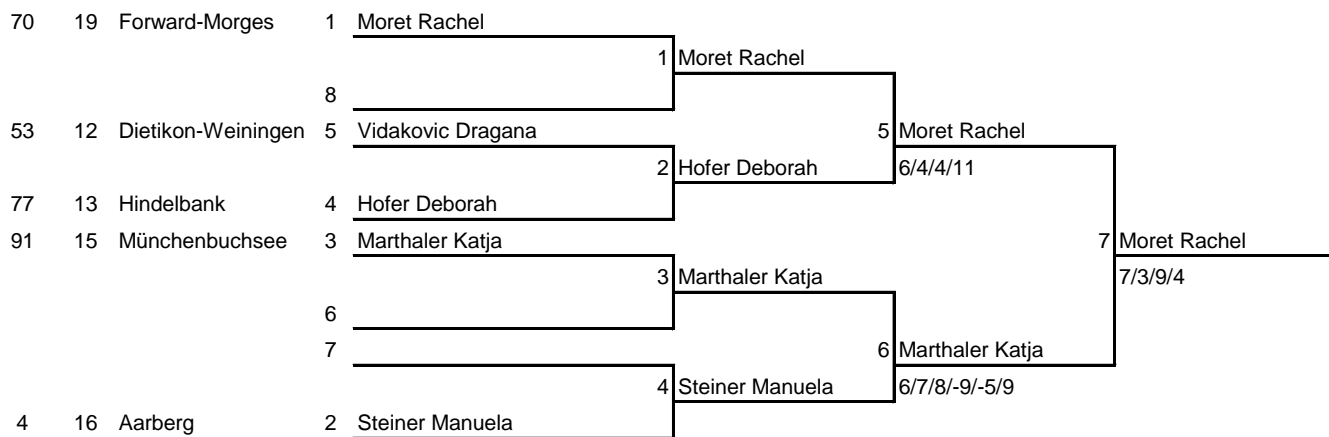 70 19 Forward-Morges 1 Moret Rachel
1 Moret Rachel
8
53 12 Dietikon-Weiningen 5 Vidakovic Dragana 5 Moret Rachel
2 Hofer Deborah 6/4/4/11
77 13 Hindelbank 4 Hofer Deborah
91 15 Münchenbuchsee 3 Marthaler Katja 7 Moret Rachel
3 Marthaler Katja 7/3/9/4
6
7 6 Marthaler Katja
4 Steiner Manuela 6/7/8/-9/-5/9
4 16 Aarberg 2 Steiner Manuela